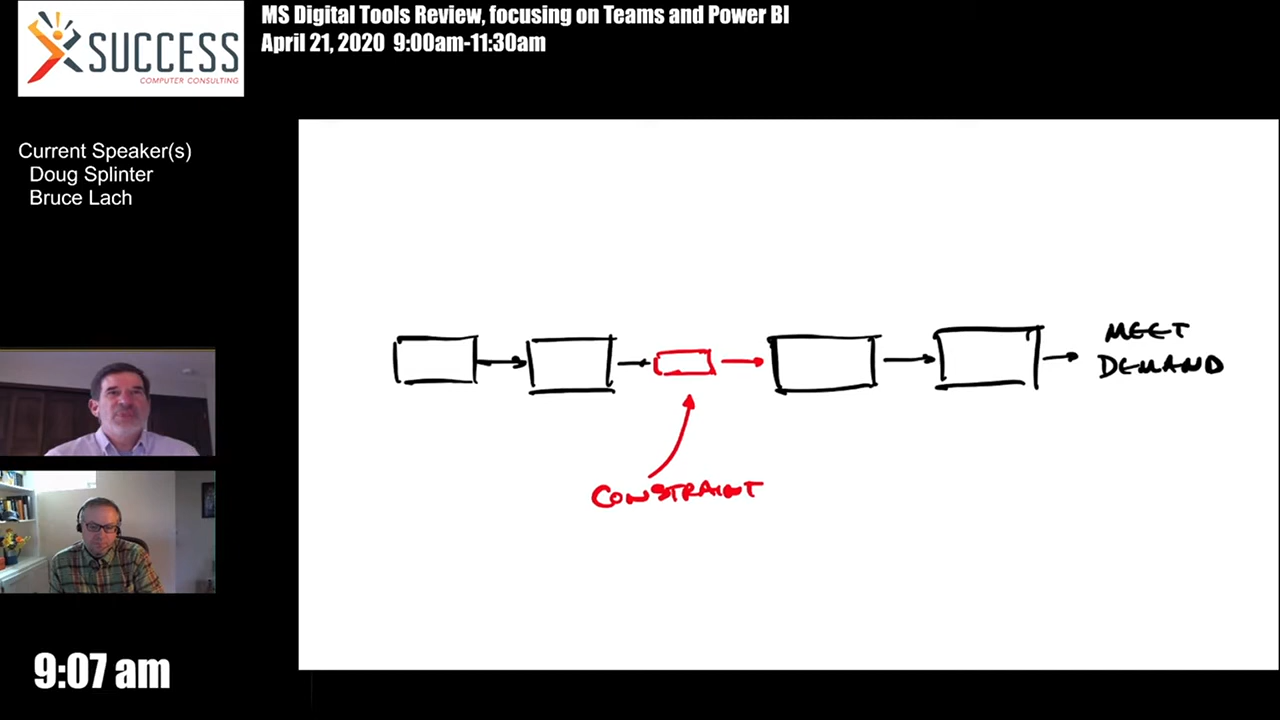 SUCCESS
COMPUTER CONSULTING
MS Digital Tools Review, focusing on Teams and Power BI
April 21, 2020 9:00am-11:30am
Current Speaker(s)
Doug Splinter
Bruce Lach
MEET
DEMAND
CONSTRAINT
9:07 am